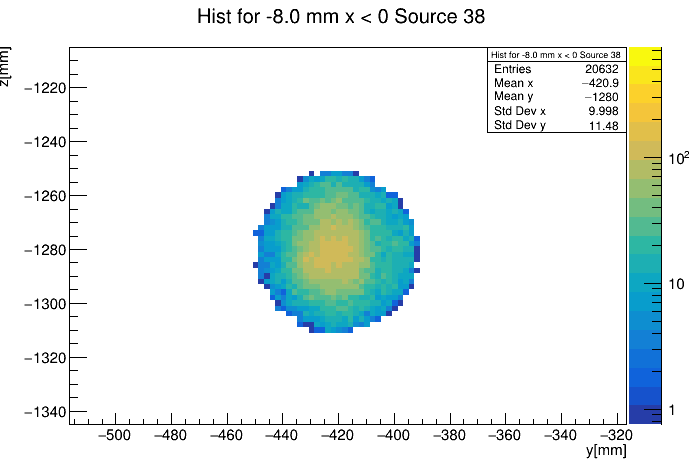 Hist for -8.0 mm x < 0 Source 38
z[mm]
Hist for -8.0 mm x < 0 Source 38
Entries 20632
Mean x −420.9
Mean y −1280
Std Dev x 9.998
Std Dev y 11.48
−1220
−1240
−1260
−1280
−1300
−1320
−1340
10²
10
1
−500 −480 −460 −440 −420 −400 −380 −360 −340 −320
y[mm]